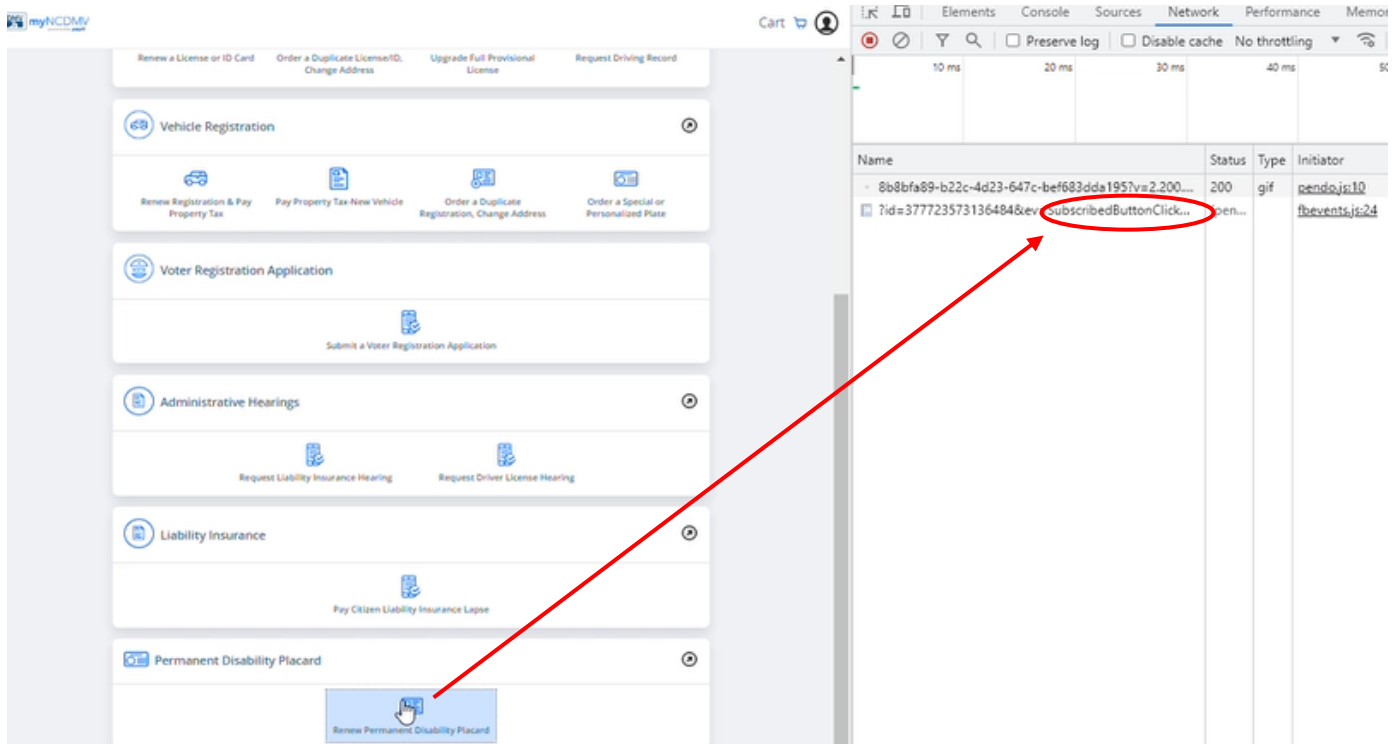 myNCDMV
Cart
Renew a License or ID Card
Order a Duplicate License/ID,
Change Address
Upgrade Full Provisional
License
Request Driving Record
Vehicle Registration
Renew Registration & Pay
Property Tax
Pay Property Tax-New Vehicle
Order a Duplicate
Registration, Change Address
Order a Special or
Personalized Plate
Voter Registration Application
Submit a Voter Registration Application
Administrative Hearings
Request Liability Insurance Hearing
Request Driver License Hearing
Liability Insurance
Pay Citizen Liability Insurance Lapse
Permanent Disability Placard
Renew Permanent Disability Placard
Elements Console Sources Network Performance Memor
Preserve log Disable cache No throttling
10 ms 20 ms 30 ms 40 ms 50
Name Status Type Initiator
8b8bfa89-b22c-4d23-647c-bef683dda195?v=2.200.... 200 gif pendo.js:10
?id=377723573136484&ev=SubscribedButtonClick... (pen... fbevents.js:24